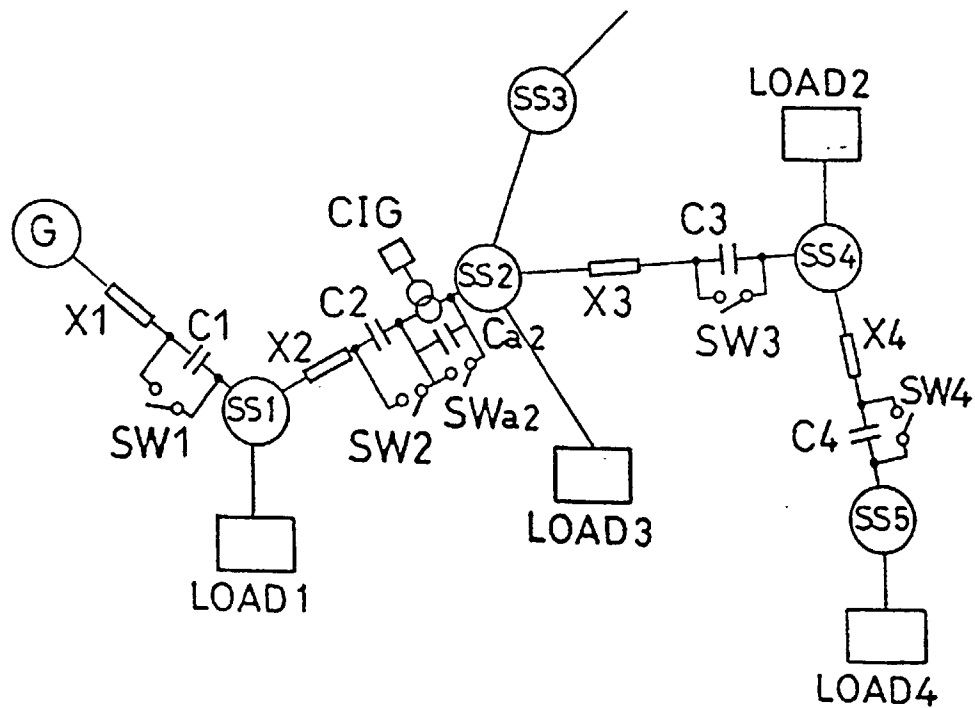 SS3
LOAD2
CIG
C3
G
SS2
SS4
C2
X3
X1
C1
X2
Ca2
SW3
X4
SW4
SS1
SWa2
SW1
SW2
C4
LOAD3
SS5
LOAD1
LOAD4